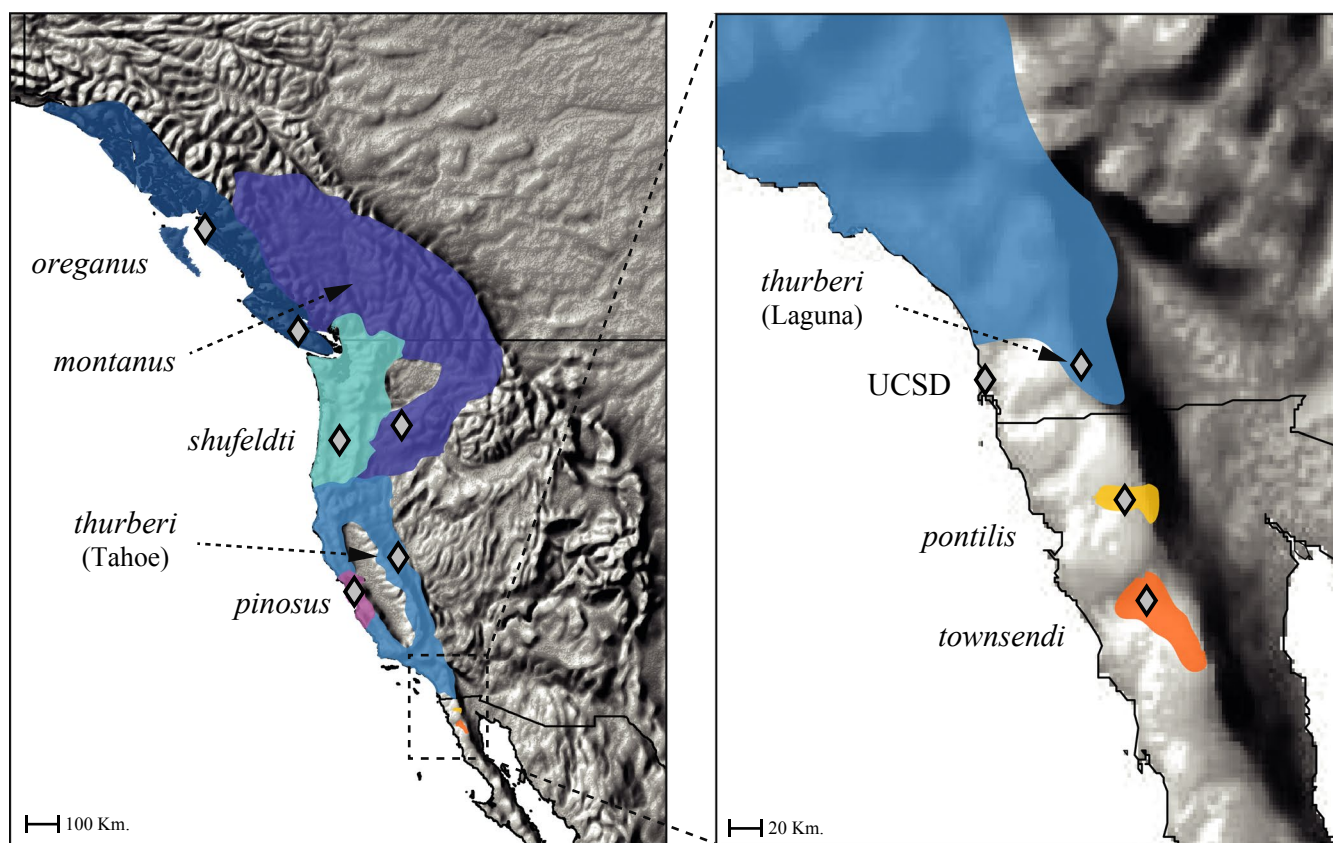 oreganus
montanus
shufeldti
thurberi
(Tahoe)
pinosus
100 Km.
thurberi
(Laguna)
UCSD
pontilis
townsendi
20 Km.